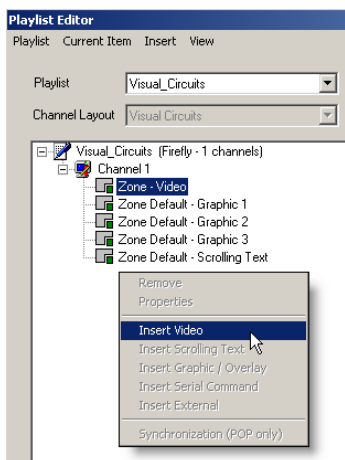 Playlist Editor
Playlist Current Item Insert View
Playlist Visual_Circuits
Channel Layout Visual Circuits
Visual_Circuits (Firefly - 1 channels)
Channel 1
Zone - Video
Zone Default - Graphic 1
Zone Default - Graphic 2
Zone Default - Graphic 3
Zone Default - Scrolling Text
Remove
Properties
Insert Video
Insert Scrolling Text
Insert Graphic / Overlay
Insert Serial Command
Insert External
Synchronization (POP only)